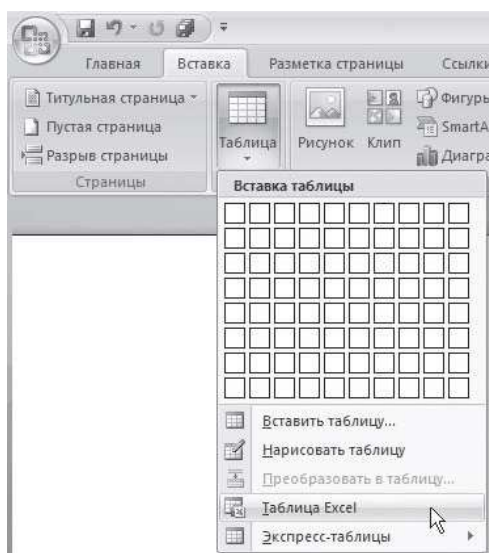 Главная Вставка Разметка страницы Ссылки
Титульная страница
Пустая страница
Разрыв страницы
Страницы
Таблица
Рисунок Клип
Фигуры
SmartA
Диагра
Вставка таблицы
Вставить таблицу...
Нарисовать таблицу
Преобразовать в таблицу...
Таблица Excel
Экспресс-таблицы